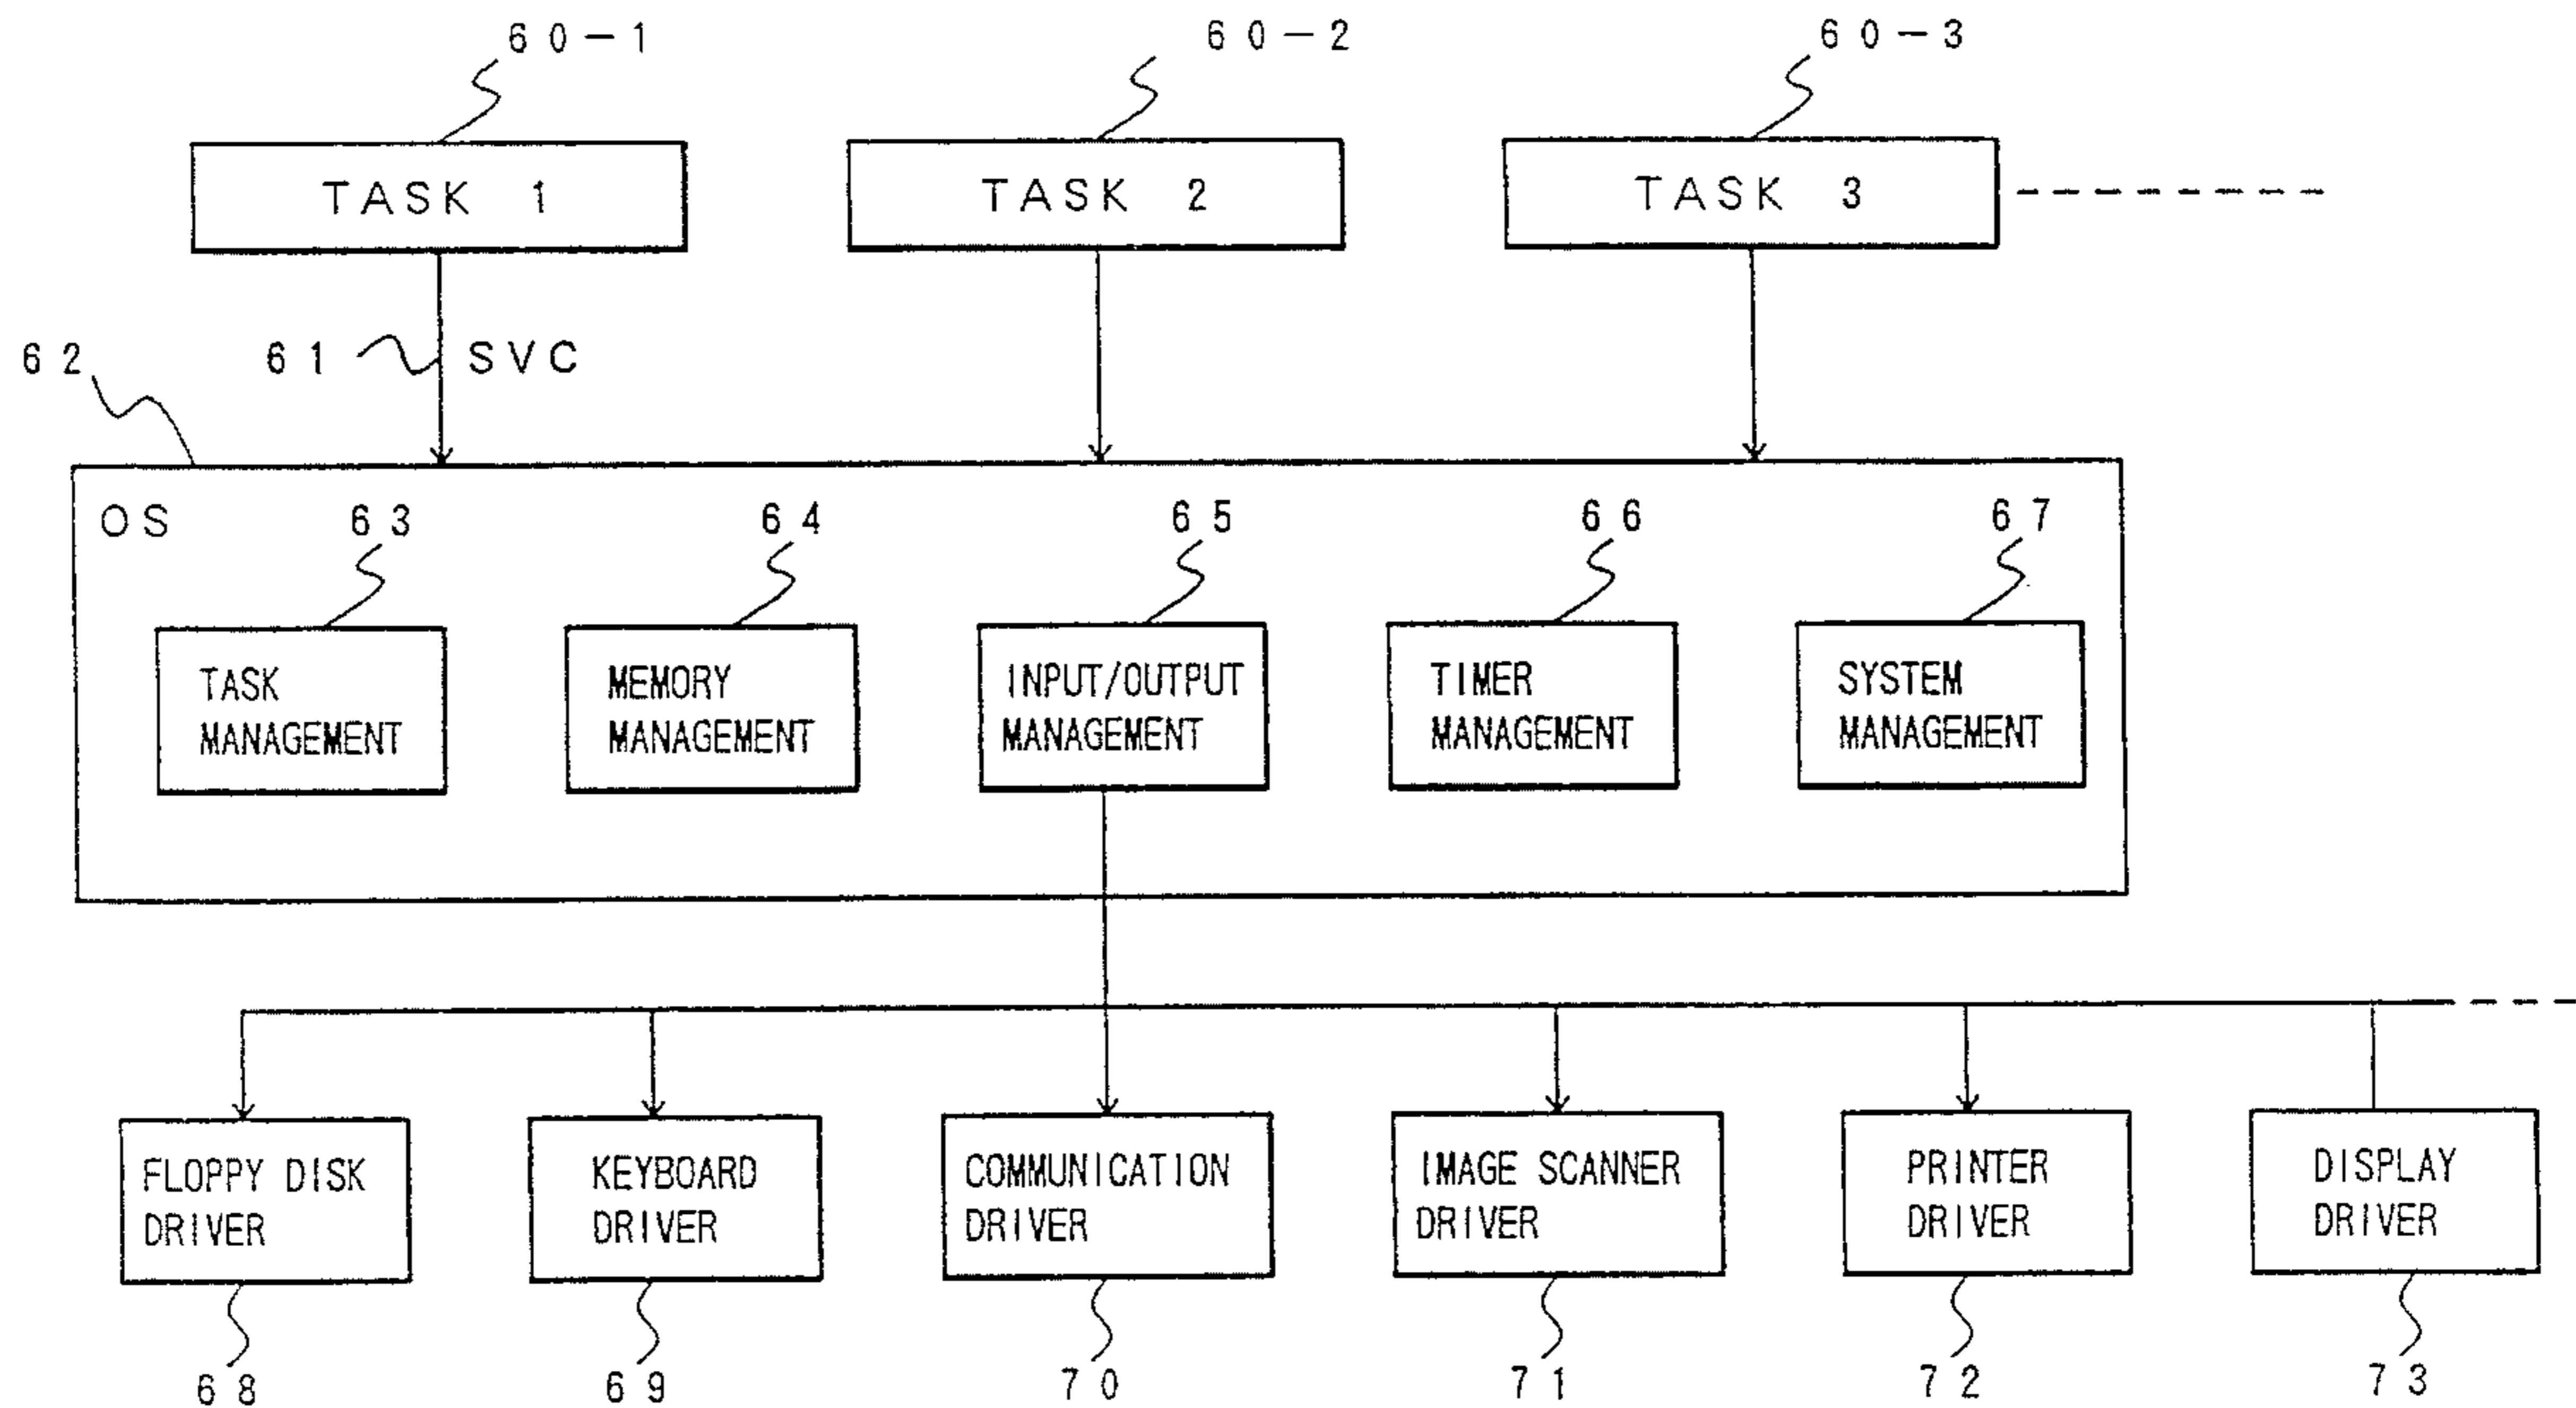 60-1
60-2
60-3
TASK 1
TASK 2
TASK 3
62
61
SVC
OS
63
64
65
66
67
TASK
MANAGEMENT
MEMORY
MANAGEMENT
INPUT/OUTPUT
MANAGEMENT
TIMER
MANAGEMENT
SYSTEM
MANAGEMENT
FLOPPY DISK
DRIVER
KEYBOARD
DRIVER
COMMUNICATION
DRIVER
IMAGE SCANNER
DRIVER
PRINTER
DRIVER
DISPLAY
DRIVER
68
69
70
71
72
73